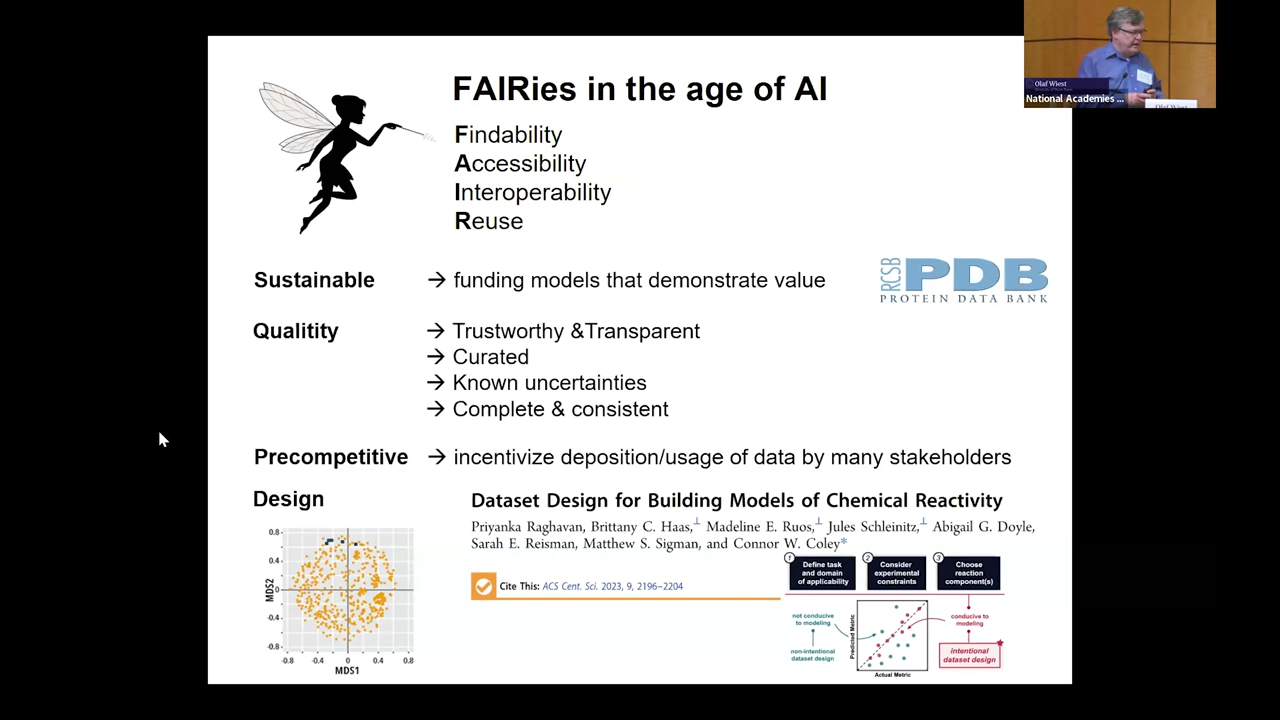 FAIRies in the age of AI
Findability
Accessibility
Interoperability
Reuse
Sustainable → funding models that demonstrate value
RCSB PDB
PROTEIN DATA BANK
Qualitity → Trustworthy &Transparent
→ Curated
→ Known uncertainties
→ Complete & consistent
Precompetitive → incentivize deposition/usage of data by many stakeholders
Design
Dataset Design for Building Models of Chemical Reactivity
Priyanka Raghavan, Brittany C. Haas,⊥ Madeline E. Ruos,⊥ Jules Schleinitz,⊥ Abigail G. Doyle,
Sarah E. Reisman, Matthew S. Sigman, and Connor W. Coley*
Cite This: ACS Cent. Sci. 2023, 9, 2196–2204
0.8
0.4
0
-0.4
-0.8
MDS2
-0.8 -0.4 0 0.4 0.8
MDS1
1 Define task
and domain
of applicability
2 Consider
experimental
constraints
3 Choose
reaction
component(s)
not conducive
to modeling
non-intentional
dataset design
Predicted Metric
Actual Metric
conducive to
modeling
intentional
dataset design
Olaf Wiest
National Academies ...
Olaf Wiest